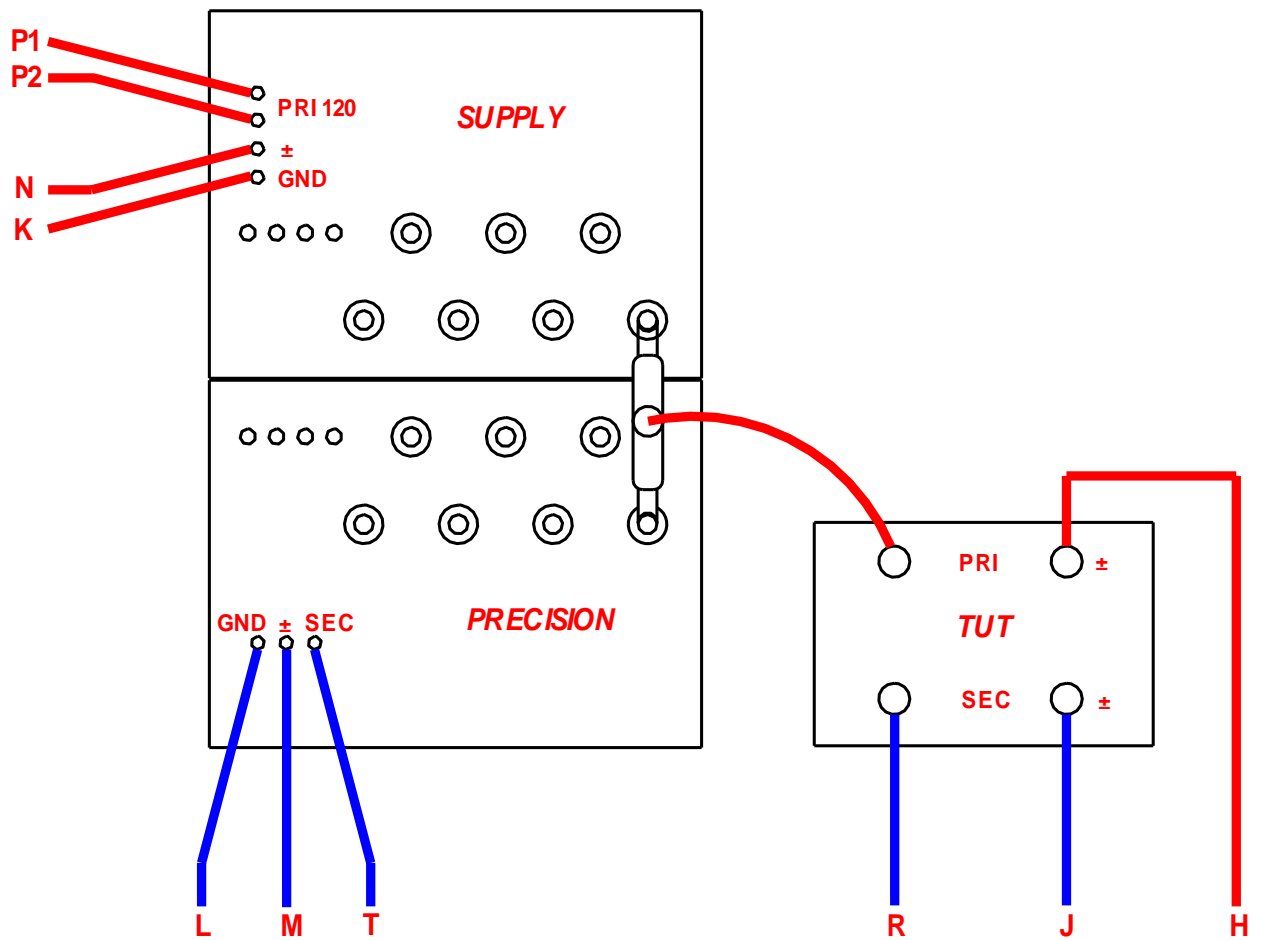 P1
P2
PRI 120
SUPPLY
±
N
GND
K
PRI ±
GND ± SEC
PRECISION
TUT
SEC ±
L M T R J H